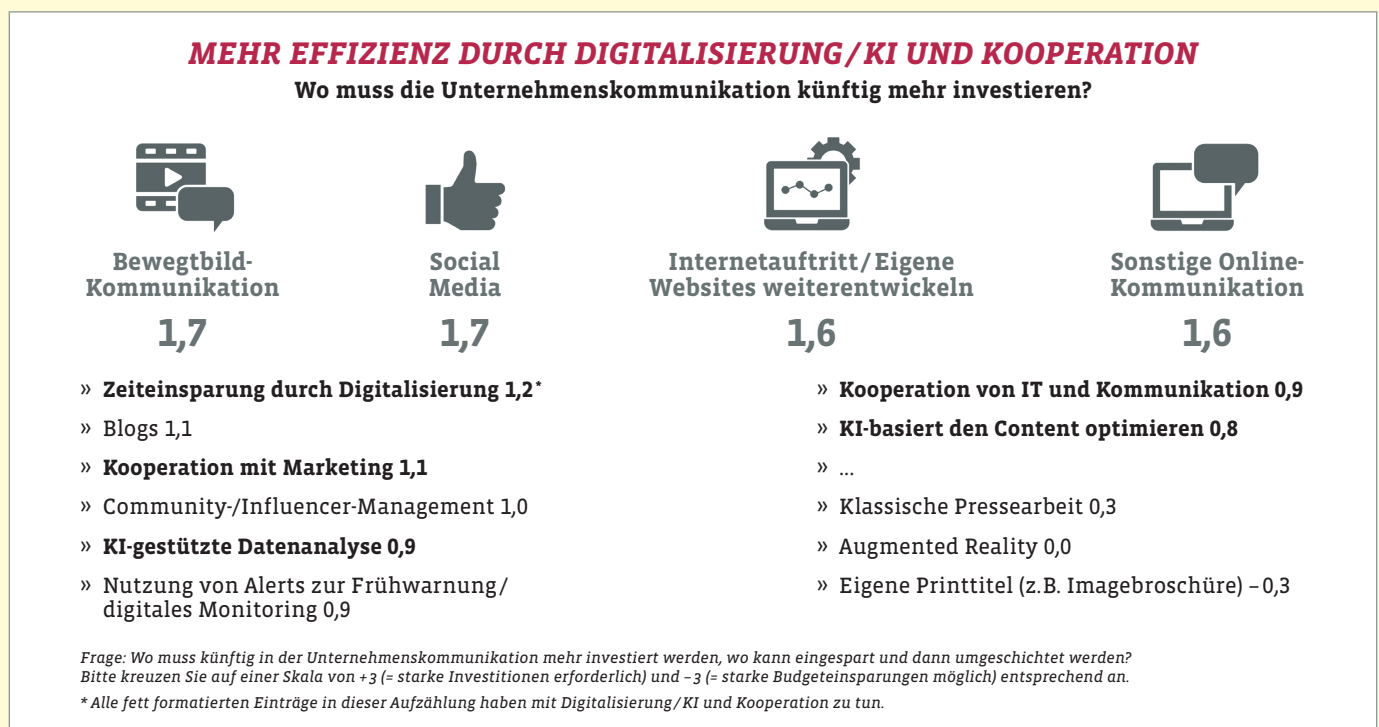 MEHR EFFIZIENZ DURCH DIGITALISIERUNG/KI UND KOOPERATION
Wo muss die Unternehmenskommunikation künftig mehr investieren?
Bewegtbild-
Kommunikation
1,7
Social
Media
1,7
Internetauftritt/Eigene
Websites weiterentwickeln
1,6
Sonstige Online-
Kommunikation
1,6
» Zeiteinsparung durch Digitalisierung 1,2*
» Blogs 1,1
» Kooperation mit Marketing 1,1
» Community-/Influencer-Management 1,0
» KI-gestützte Datenanalyse 0,9
» Nutzung von Alerts zur Frühwarnung/
digitales Monitoring 0,9
» Kooperation von IT und Kommunikation 0,9
» KI-basiert den Content optimieren 0,8
» ...
» Klassische Pressearbeit 0,3
» Augmented Reality 0,0
» Eigene Printtitel (z.B. Imagebroschüre) –0,3
Frage: Wo muss künftig in der Unternehmenskommunikation mehr investiert werden, wo kann eingespart und dann umgeschichtet werden?
Bitte kreuzen Sie auf einer Skala von +3 (= starke Investitionen erforderlich) und –3 (= starke Budgeteinsparungen möglich) entsprechend an.
* Alle fett formatierten Einträge in dieser Aufzählung haben mit Digitalisierung/KI und Kooperation zu tun.